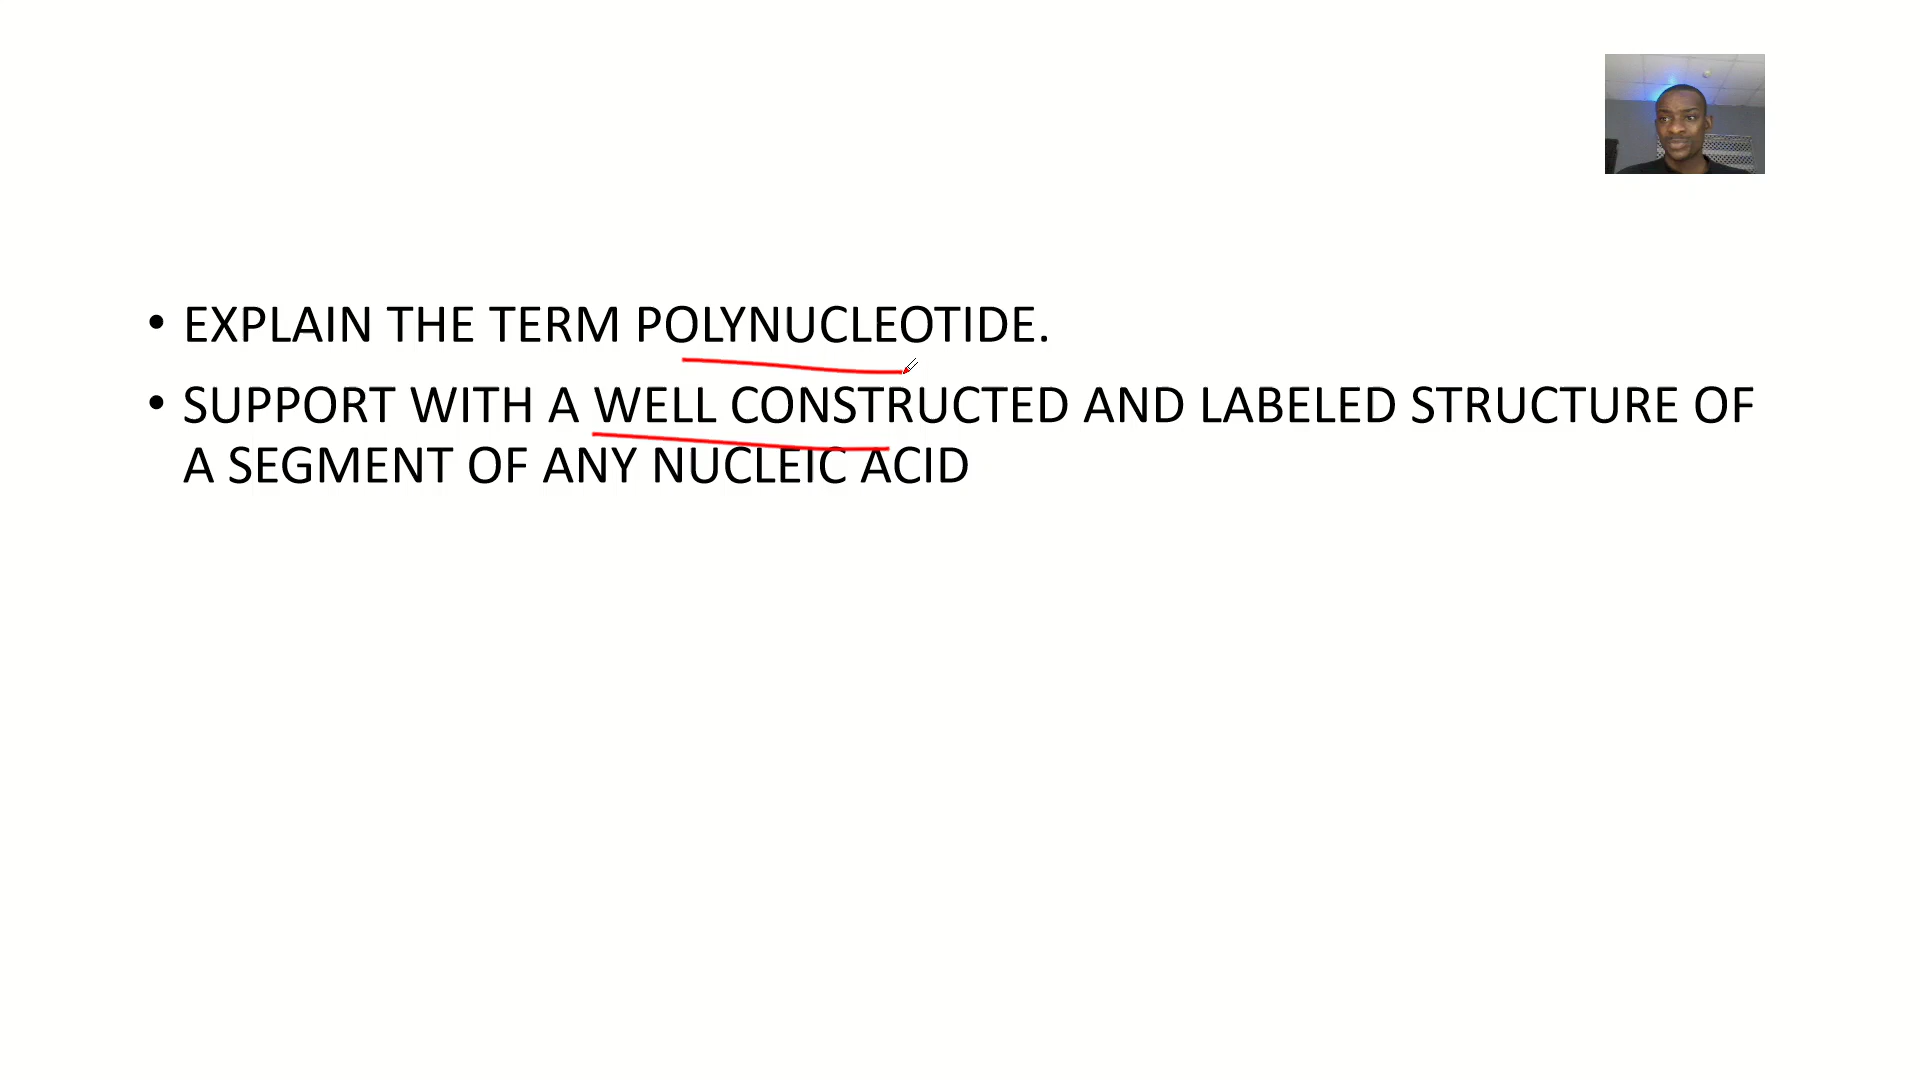 • EXPLAIN THE TERM POLYNUCLEOTIDE.
• SUPPORT WITH A WELL CONSTRUCTED AND LABELED STRUCTURE OF
A SEGMENT OF ANY NUCLEIC ACID